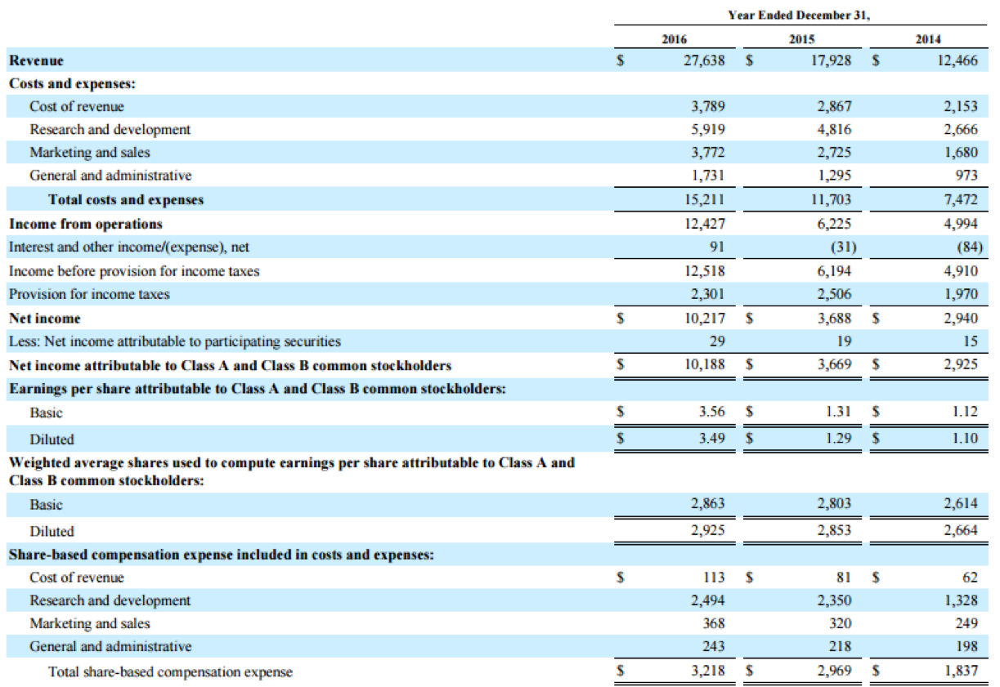 Year Ended December 31,
2016 2015 2014
Revenue $ 27,638 $ 17,928 $ 12,466
Costs and expenses:
Cost of revenue 3,789 2,867 2,153
Research and development 5,919 4,816 2,666
Marketing and sales 3,772 2,725 1,680
General and administrative 1,731 1,295 973
Total costs and expenses 15,211 11,703 7,472
Income from operations 12,427 6,225 4,994
Interest and other income/(expense), net 91 (31) (84)
Income before provision for income taxes 12,518 6,194 4,910
Provision for income taxes 2,301 2,506 1,970
Net income $ 10,217 $ 3,688 $ 2,940
Less: Net income attributable to participating securities 29 19 15
Net income attributable to Class A and Class B common stockholders $ 10,188 $ 3,669 $ 2,925
Earnings per share attributable to Class A and Class B common stockholders:
Basic $ 3.56 $ 1.31 $ 1.12
Diluted $ 3.49 $ 1.29 $ 1.10
Weighted average shares used to compute earnings per share attributable to Class A and
Class B common stockholders:
Basic 2,863 2,803 2,614
Diluted 2,925 2,853 2,664
Share-based compensation expense included in costs and expenses:
Cost of revenue $ 113 $ 81 $ 62
Research and development 2,494 2,350 1,328
Marketing and sales 368 320 249
General and administrative 243 218 198
Total share-based compensation expense $ 3,218 $ 2,969 $ 1,837